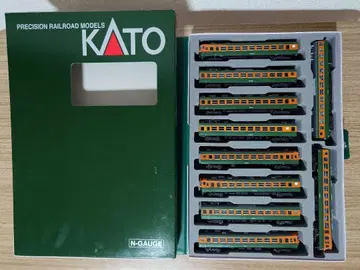 PRECISION RAILROAD MODELS
KATO
N-GAUGE